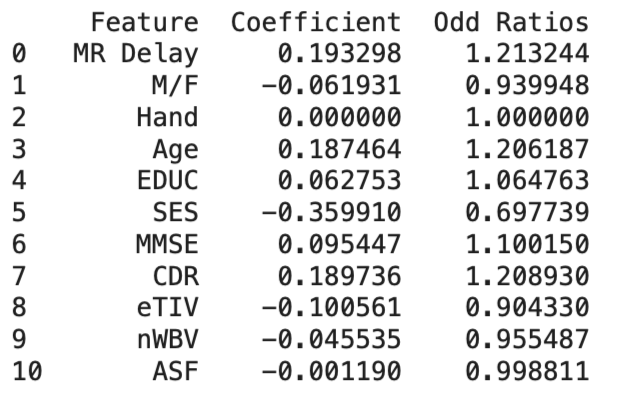 Feature Coefficient Odd Ratios
0 MR Delay 0.193298 1.213244
1 M/F -0.061931 0.939948
2 Hand 0.000000 1.000000
3 Age 0.187464 1.206187
4 EDUC 0.062753 1.064763
5 SES -0.359910 0.697739
6 MMSE 0.095447 1.100150
7 CDR 0.189736 1.208930
8 eTIV -0.100561 0.904330
9 nWBV -0.045535 0.955487
10 ASF -0.001190 0.998811